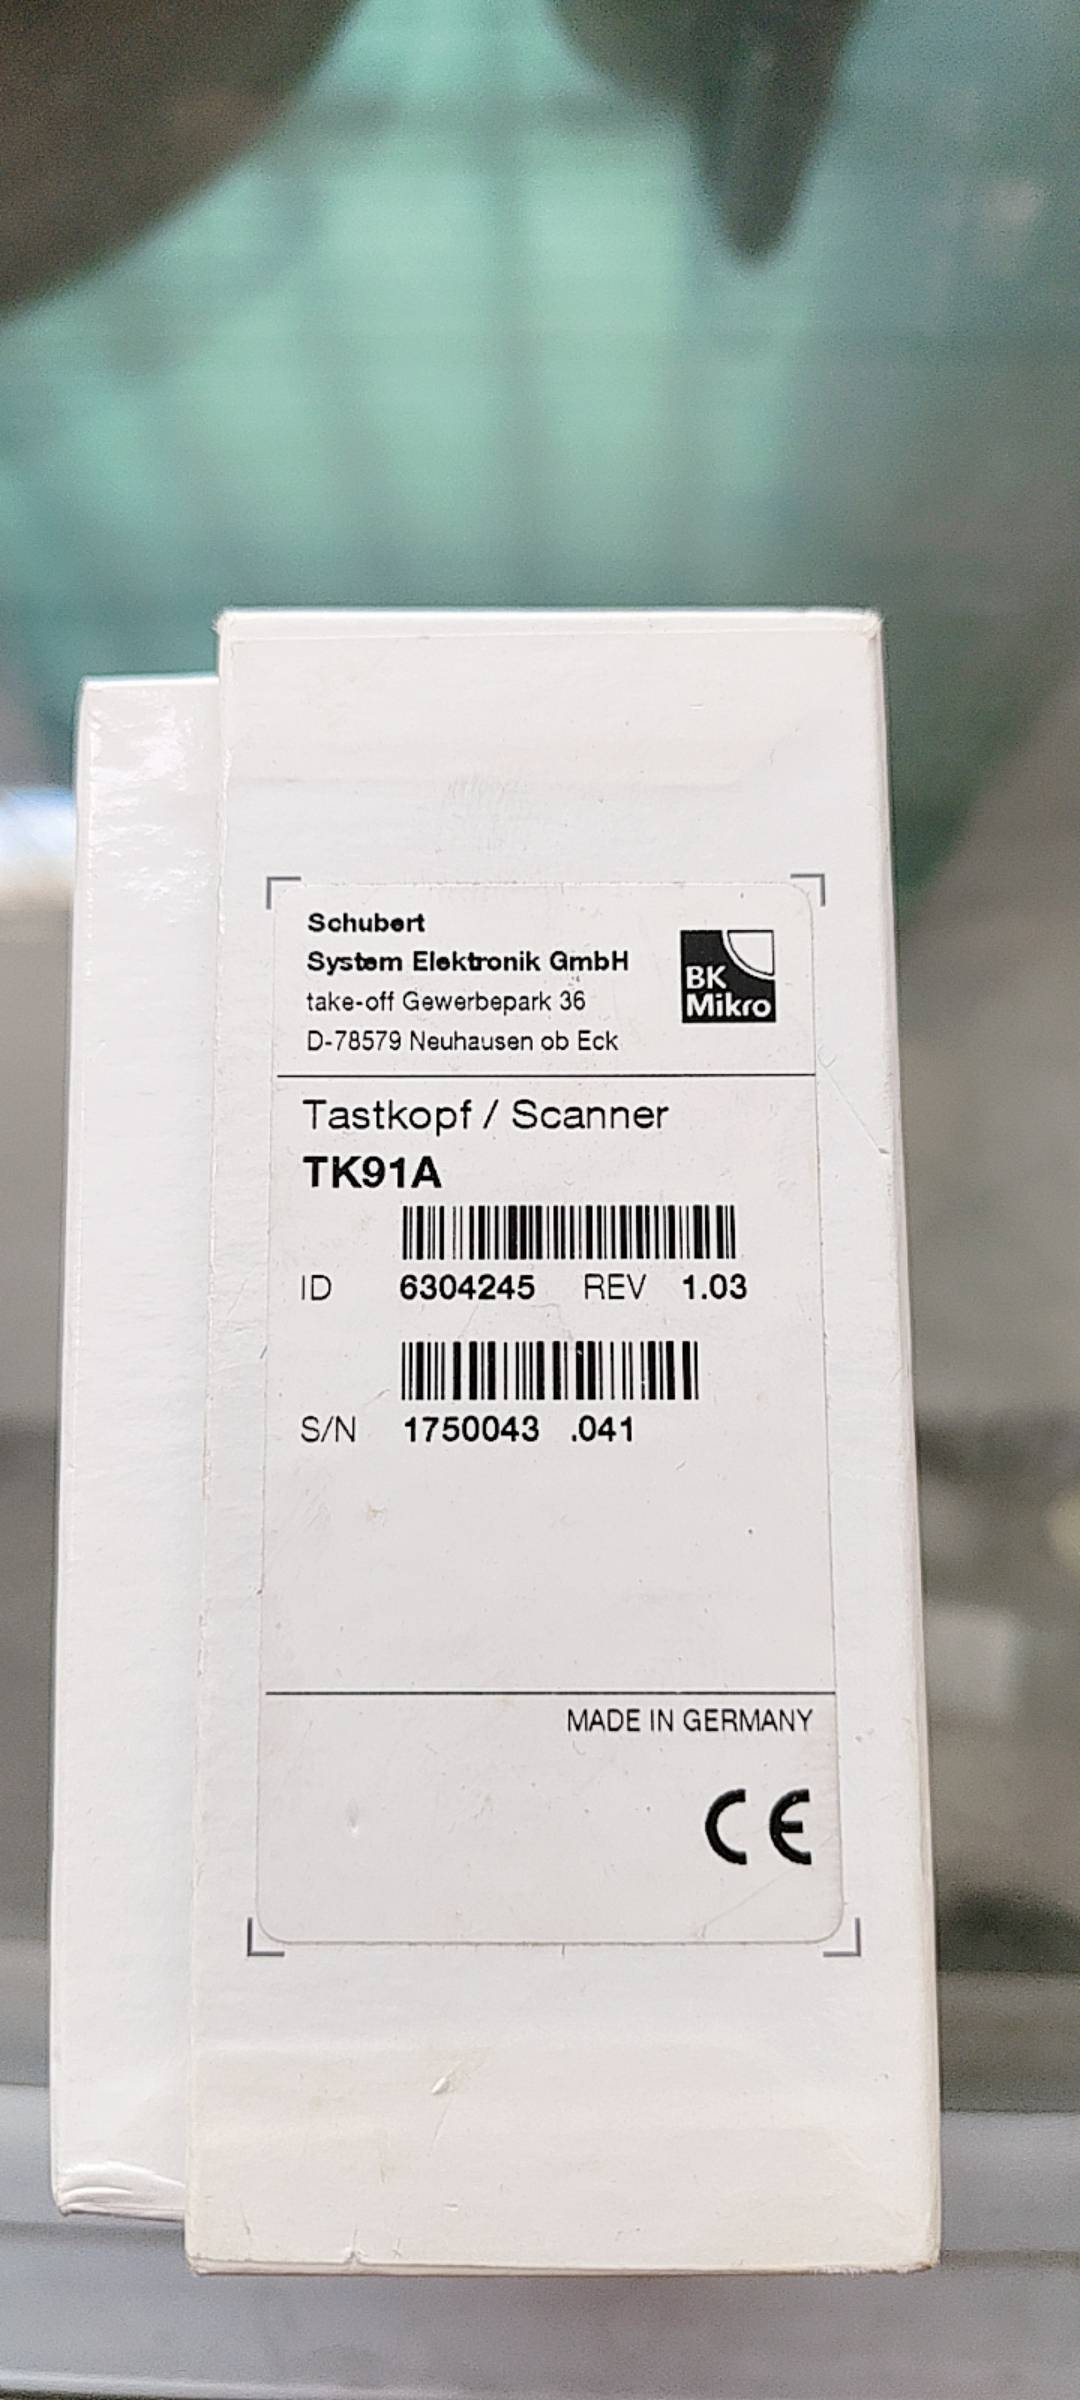 Schubert
System Elektronik GmbH
take-off Gewerbepark 36
D-78579 Neuhausen ob Eck
BK
Mikro
Tastkopf / Scanner
TK91A
ID 6304245 REV 1.03
S/N 1750043 .041
MADE IN GERMANY
CE